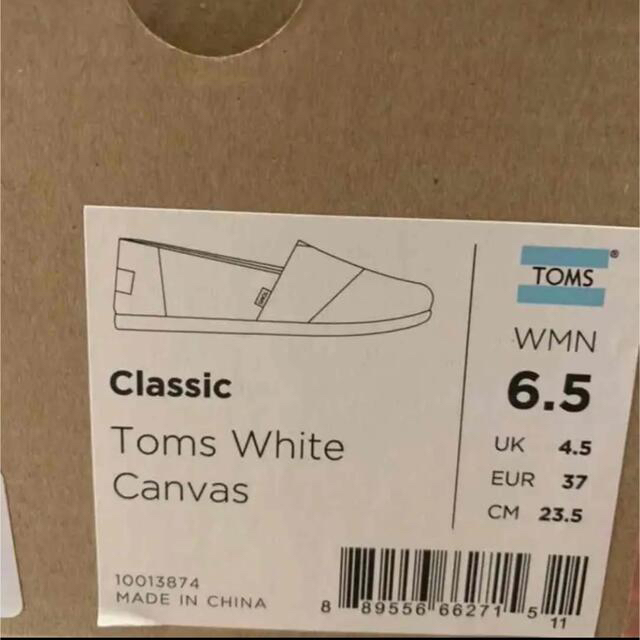 Classic
Toms White
Canvas
10013874
MADE IN CHINA
TOMS®
WMN
6.5
UK 4.5
EUR 37
CM 23.5
8 89556 66271 5
11